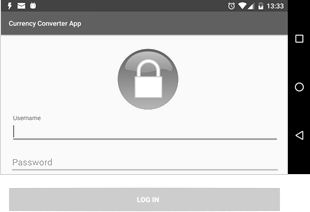 13:33
Currency Converter App
Username
Password
LOG IN